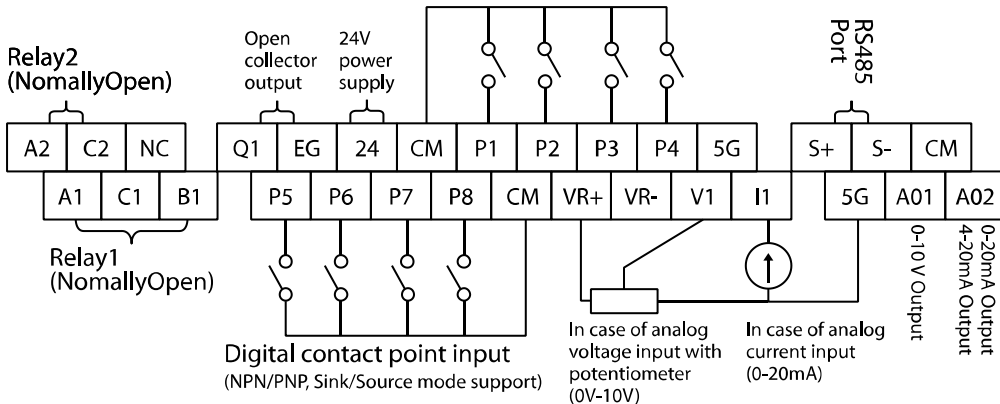 Relay2
(NomallyOpen)
Open
collector
output
24V
power
supply
RS485
Port
A2 C2 NC Q1 EG 24 CM P1 P2 P3 P4 5G S+ S- CM
A1 C1 B1 P5 P6 P7 P8 CM VR+ VR- V1 I1 5G A01 A02
Relay1
(NomallyOpen)
Digital contact point input
(NPN/PNP, Sink/Source mode support)
In case of analog
voltage input with
potentiometer
(0V-10V)
In case of analog
current input
(0-20mA)
0-10 V Output
0-20mA Output
4-20mA Output